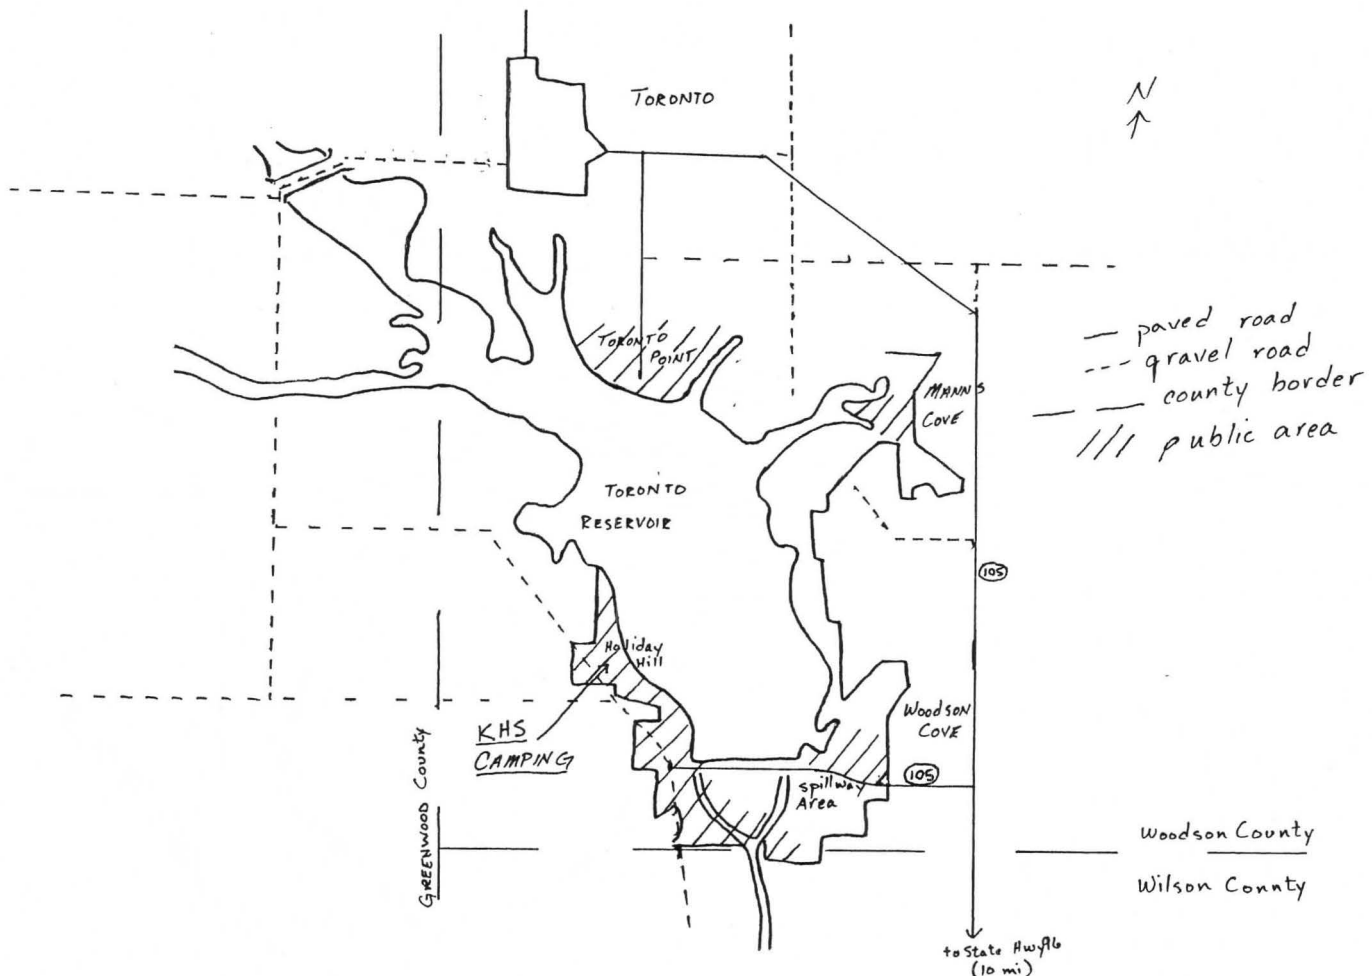 TORONTO
N
TORONTO
POINT
paved road
gravel road
county border
public area
MANNS
COVE
TORONTO
RESERVOIR
105
Holiday
Hill
KHS
CAMPING
WOODSON
COVE
105
Spillway
Area
GREENWOOD County
Woodson County
Wilson Connty
to State Hwy 96
(10 mi)